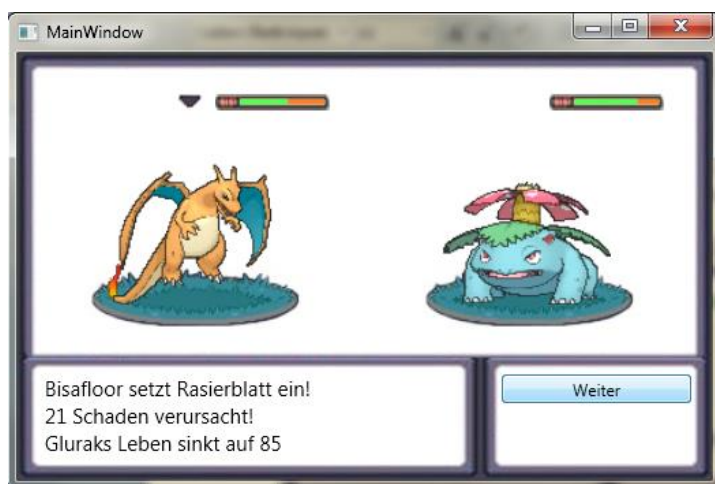 MainWindow
Bisafloor setzt Rasierblatt ein!
21 Schaden verursacht!
Gluraks Leben sinkt auf 85
Weiter